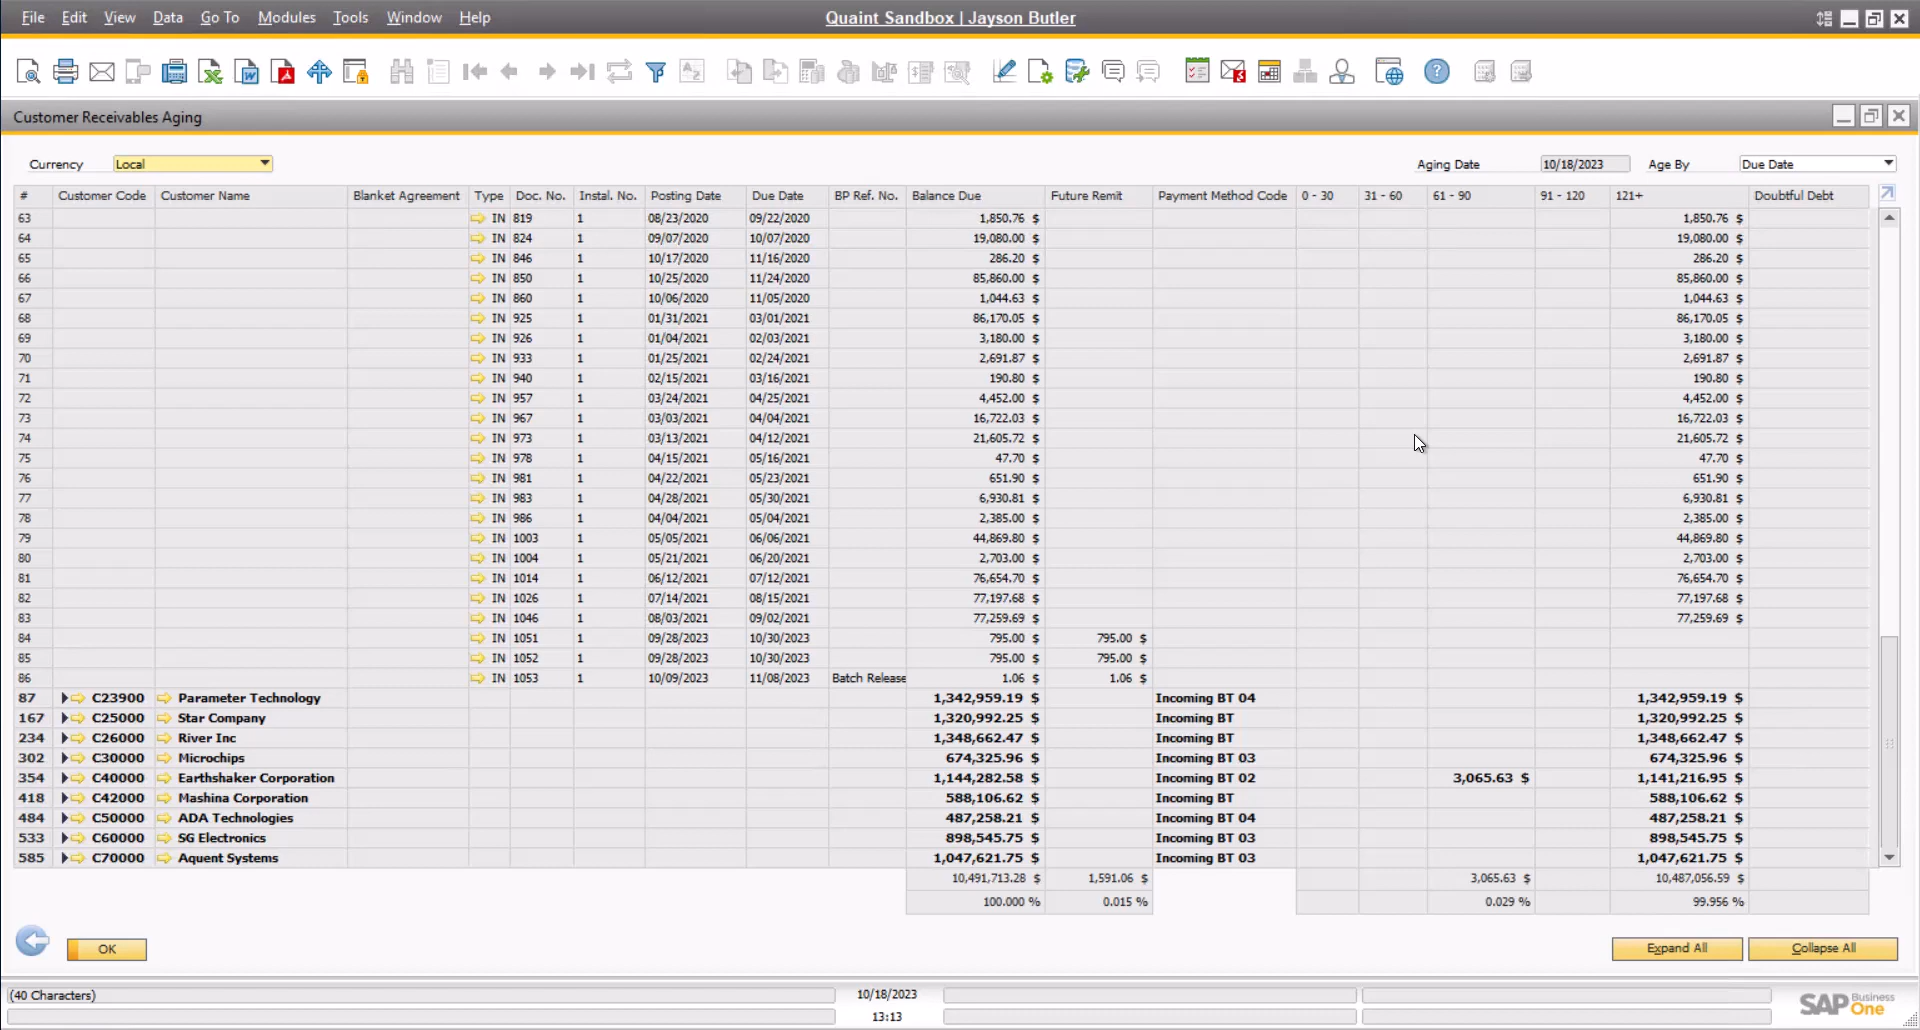 File Edit View Data Go To Modules Tools Window Help Quaint Sandbox | Jayson Butler
Customer Receivables Aging
Currency Local Aging Date 10/18/2023 Age By Due Date
# Customer Code Customer Name Blanket Agreement Type Doc. No. Instal. No. Posting Date Due Date BP Ref. No. Balance Due Future Remit Payment Method Code 0 - 30 31 - 60 61 - 90 91 - 120 121+ Doubtful Debt
63 IN 819 1 08/23/2020 09/22/2020 1,850.76 $ 1,850.76 $
64 IN 824 1 09/07/2020 10/07/2020 19,080.00 $ 19,080.00 $
65 IN 846 1 10/17/2020 11/16/2020 286.20 $ 286.20 $
66 IN 850 1 10/25/2020 11/24/2020 85,860.00 $ 85,860.00 $
67 IN 860 1 10/06/2020 11/05/2020 1,044.63 $ 1,044.63 $
68 IN 925 1 01/31/2021 03/01/2021 86,170.05 $ 86,170.05 $
69 IN 926 1 01/04/2021 02/03/2021 3,180.00 $ 3,180.00 $
70 IN 933 1 01/25/2021 02/24/2021 2,691.87 $ 2,691.87 $
71 IN 940 1 02/15/2021 03/16/2021 190.80 $ 190.80 $
72 IN 957 1 03/24/2021 04/25/2021 4,452.00 $ 4,452.00 $
73 IN 967 1 03/03/2021 04/04/2021 16,722.03 $ 16,722.03 $
74 IN 973 1 03/13/2021 04/12/2021 21,605.72 $ 21,605.72 $
75 IN 978 1 04/15/2021 05/16/2021 47.70 $ 47.70 $
76 IN 981 1 04/22/2021 05/23/2021 651.90 $ 651.90 $
77 IN 983 1 04/28/2021 05/30/2021 6,930.81 $ 6,930.81 $
78 IN 986 1 04/04/2021 05/04/2021 2,385.00 $ 2,385.00 $
79 IN 1003 1 05/05/2021 06/06/2021 44,869.80 $ 44,869.80 $
80 IN 1004 1 05/21/2021 06/20/2021 2,703.00 $ 2,703.00 $
81 IN 1014 1 06/12/2021 07/12/2021 76,654.70 $ 76,654.70 $
82 IN 1026 1 07/14/2021 08/15/2021 77,197.68 $ 77,197.68 $
83 IN 1046 1 08/03/2021 09/02/2021 77,259.69 $ 77,259.69 $
84 IN 1051 1 09/28/2023 10/30/2023 795.00 $ 795.00 $
85 IN 1052 1 09/28/2023 10/30/2023 795.00 $ 795.00 $
86 IN 1053 1 10/09/2023 11/08/2023 Batch Release 1.06 $ 1.06 $
87 C23900 Parameter Technology 1,342,959.19 $ Incoming BT 04 1,342,959.19 $
167 C25000 Star Company 1,320,992.25 $ Incoming BT 1,320,992.25 $
234 C26000 River Inc 1,348,662.47 $ Incoming BT 1,348,662.47 $
302 C30000 Microchips 674,325.96 $ Incoming BT 03 674,325.96 $
354 C40000 Earthshaker Corporation 1,144,282.58 $ Incoming BT 02 3,065.63 $ 1,141,216.95 $
418 C42000 Mashina Corporation 588,106.62 $ Incoming BT 588,106.62 $
484 C50000 ADA Technologies 487,258.21 $ Incoming BT 04 487,258.21 $
533 C60000 SG Electronics 898,545.75 $ Incoming BT 03 898,545.75 $
585 C70000 Aquent Systems 1,047,621.75 $ Incoming BT 03 1,047,621.75 $
10,491,713.28 $ 1,591.06 $ 3,065.63 $ 10,487,056.59 $
100.000 % 0.015 % 0.029 % 99.956 %
OK Expand All Collapse All
(40 Characters) 10/18/2023
13:13
SAP Business One